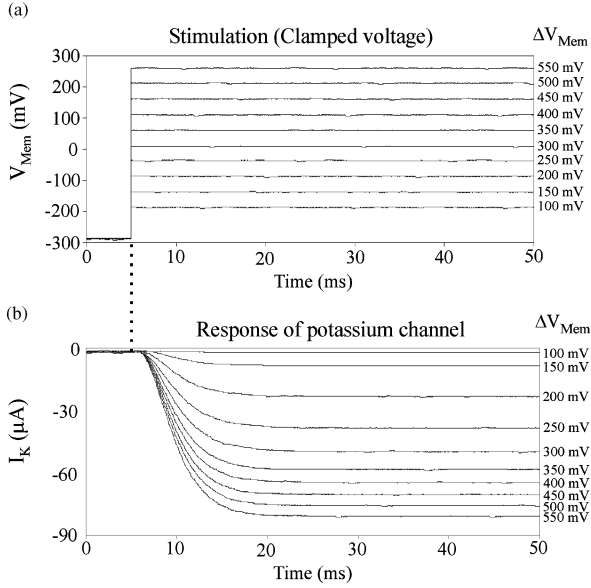 (a)
Stimulation (Clamped voltage)
ΔV_Mem
V_Mem (mV)
300
200
100
0
-100
-200
-300
550 mV
500 mV
450 mV
400 mV
350 mV
300 mV
250 mV
200 mV
150 mV
100 mV
0
10
20
30
40
50
Time (ms)
(b)
Response of potassium channel
ΔV_Mem
I_K (µA)
0
-30
-60
-90
100 mV
150 mV
200 mV
250 mV
300 mV
350 mV
400 mV
450 mV
500 mV
550 mV
0
10
20
30
40
50
Time (ms)